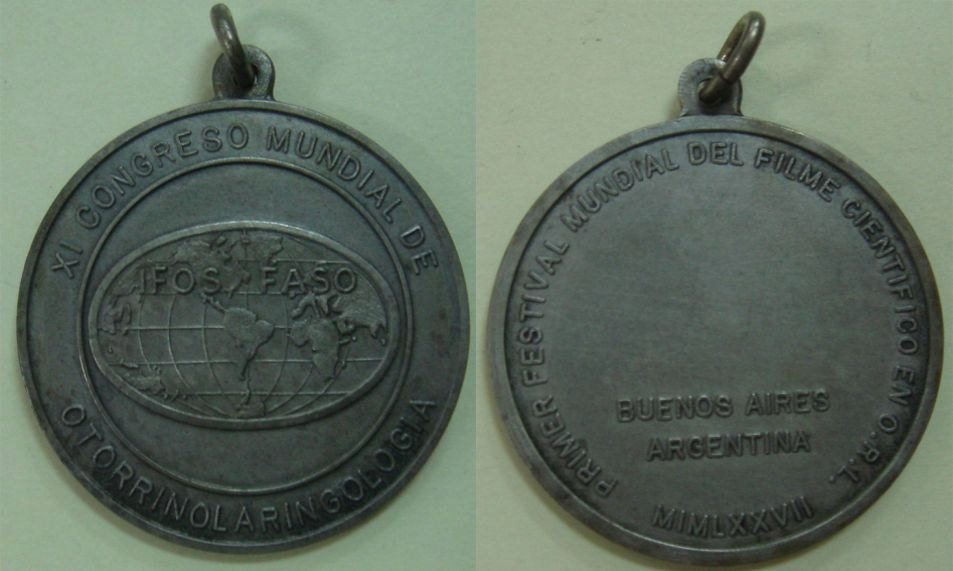 XI CONGRESO MUNDIAL DE
OTORRINOLARINGOLOGIA
IFOS FASO
PRIMER FESTIVAL MUNDIAL DEL FILME CIENTIFICO EN O.R.L.
BUENOS AIRES
ARGENTINA
MIMLXXVII